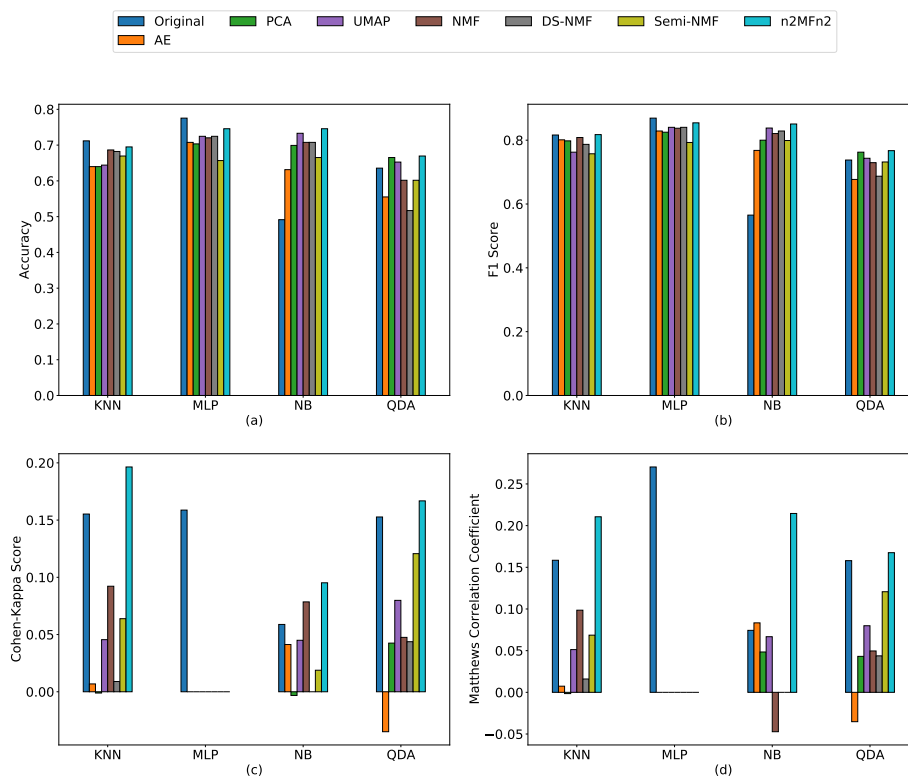 Original PCA UMAP NMF DS-NMF Semi-NMF n2MFn2
AE
0.8
0.7
0.6
0.5
0.4
0.3
0.2
0.1
0.0
Accuracy
KNN MLP NB QDA
(a)
0.8
0.6
0.4
0.2
0.0
F1 Score
KNN MLP NB QDA
(b)
0.20
0.15
0.10
0.05
0.00
Cohen-Kappa Score
KNN MLP NB QDA
(c)
0.25
0.20
0.15
0.10
0.05
0.00
−0.05
Matthews Correlation Coefficient
KNN MLP NB QDA
(d)